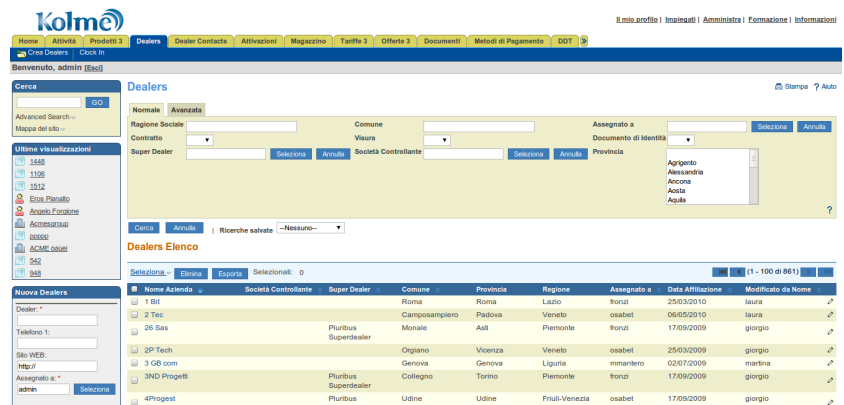 Kolme
Il mio profilo | Impiegati | Amministra | Formazione | Informazioni
Home Attività Prodotti 3 Dealers Dealer Contacts Attivazioni Magazzino Tariffe 3 Offerte 3 Documenti Metodi di Pagamento DDT
Crea Dealers Clock In
Benvenuto, admin [Esci]
Cerca
GO
Advanced Search
Mappa del sito
Ultime visualizzazioni
1448
1106
1512
Eros Pianalto
Angelo Forgione
Acmesgroup
ppppp
ACME òàùèì
542
948
Nuova Dealers
Dealer: *
Telefono 1:
Sito WEB:
http://
Assegnato a: *
admin Seleziona
Dealers
Stampa ? Aiuto
Normale Avanzata
Ragione Sociale Comune Assegnato a Seleziona Annulla
Contratto Visura Documento di Identità
Super Dealer Seleziona Annulla Società Controllante Seleziona Annulla Provincia
Agrigento
Alessandria
Ancona
Aosta
Aquila
?
Cerca Annulla | Ricerche salvate --Nessuno--
Dealers Elenco
Seleziona Elimina Esporta Selezionati: 0 (1 - 100 di 861)
Nome Azienda Società Controllante Super Dealer Comune Provincia Regione Assegnato a Data Affiliazione Modificato da Nome
1 Bit Roma Roma Lazio fronzi 25/03/2010 laura
2 Tec Camposampiero Padova Veneto osabet 06/05/2010 laura
26 Sas Pluribus Superdealer Monale Asti Piemonte fronzi 17/09/2009 giorgio
2P Tech Orgiano Vicenza Veneto osabet 25/03/2009 giorgio
3 GB com Genova Genova Liguria mmantero 02/07/2009 martina
3ND Progetti Pluribus Superdealer Collegno Torino Piemonte fronzi 17/09/2009 giorgio
4Progest Pluribus Udine Udine Friuli-Venezia osabet 17/09/2009 giorgio